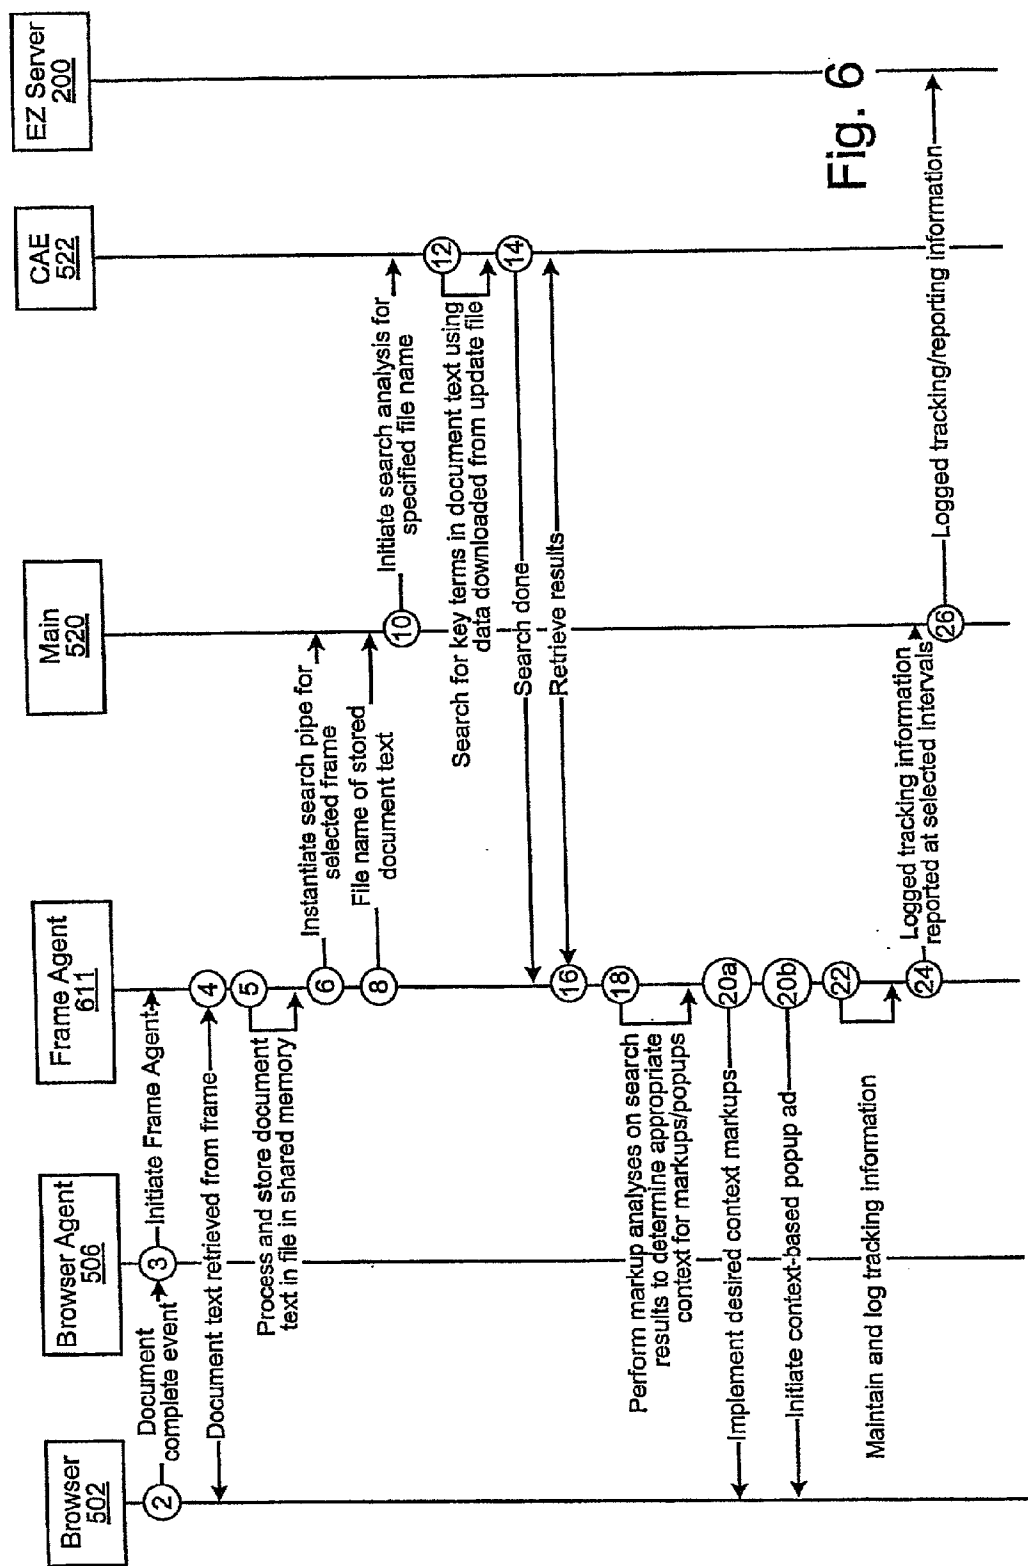 Browser
502
Browser Agent
506
Frame Agent
611
Main
520
CAE
522
EZ Server
200
2
Document
complete event
3
Initiate Frame Agent
4
Document text retrieved from frame
5
Process and store document
text in file in shared memory
6
Instantiate search pipe for
selected frame
8
File name of stored
document text
10
Initiate search analysis for
specified file name
12
Search for key terms in document text using
data downloaded from update file
14
Search done
Retrieve results
16
18
Perform markup analyses on search
results to determine appropriate
context for markups/popups
20a
Implement desired context markups
20b
Initiate context-based popup ad
22
Maintain and log tracking information
24
Logged tracking information
reported at selected intervals
26
Logged tracking/reporting information
Fig. 6